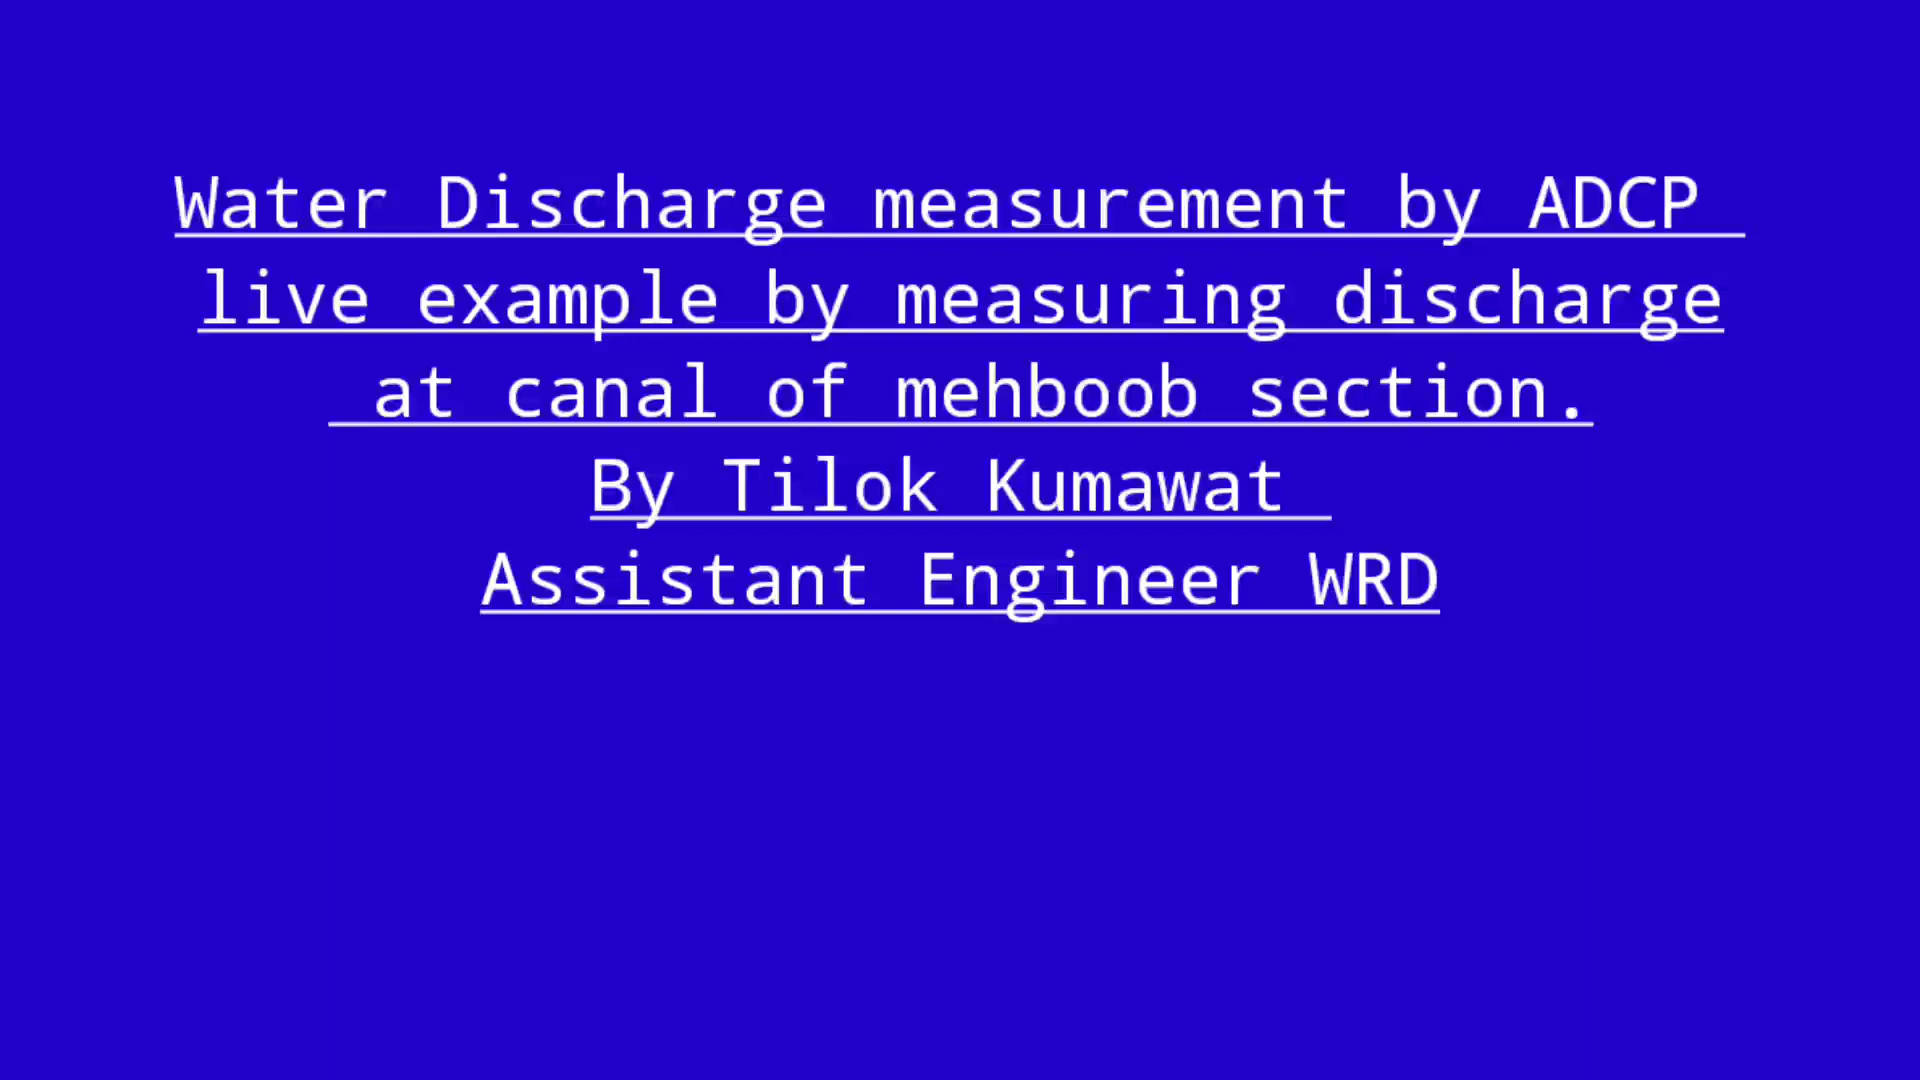 Water Discharge measurement by ADCP
live example by measuring discharge
at canal of mehboob section.
By Tilok Kumawat
Assistant Engineer WRD